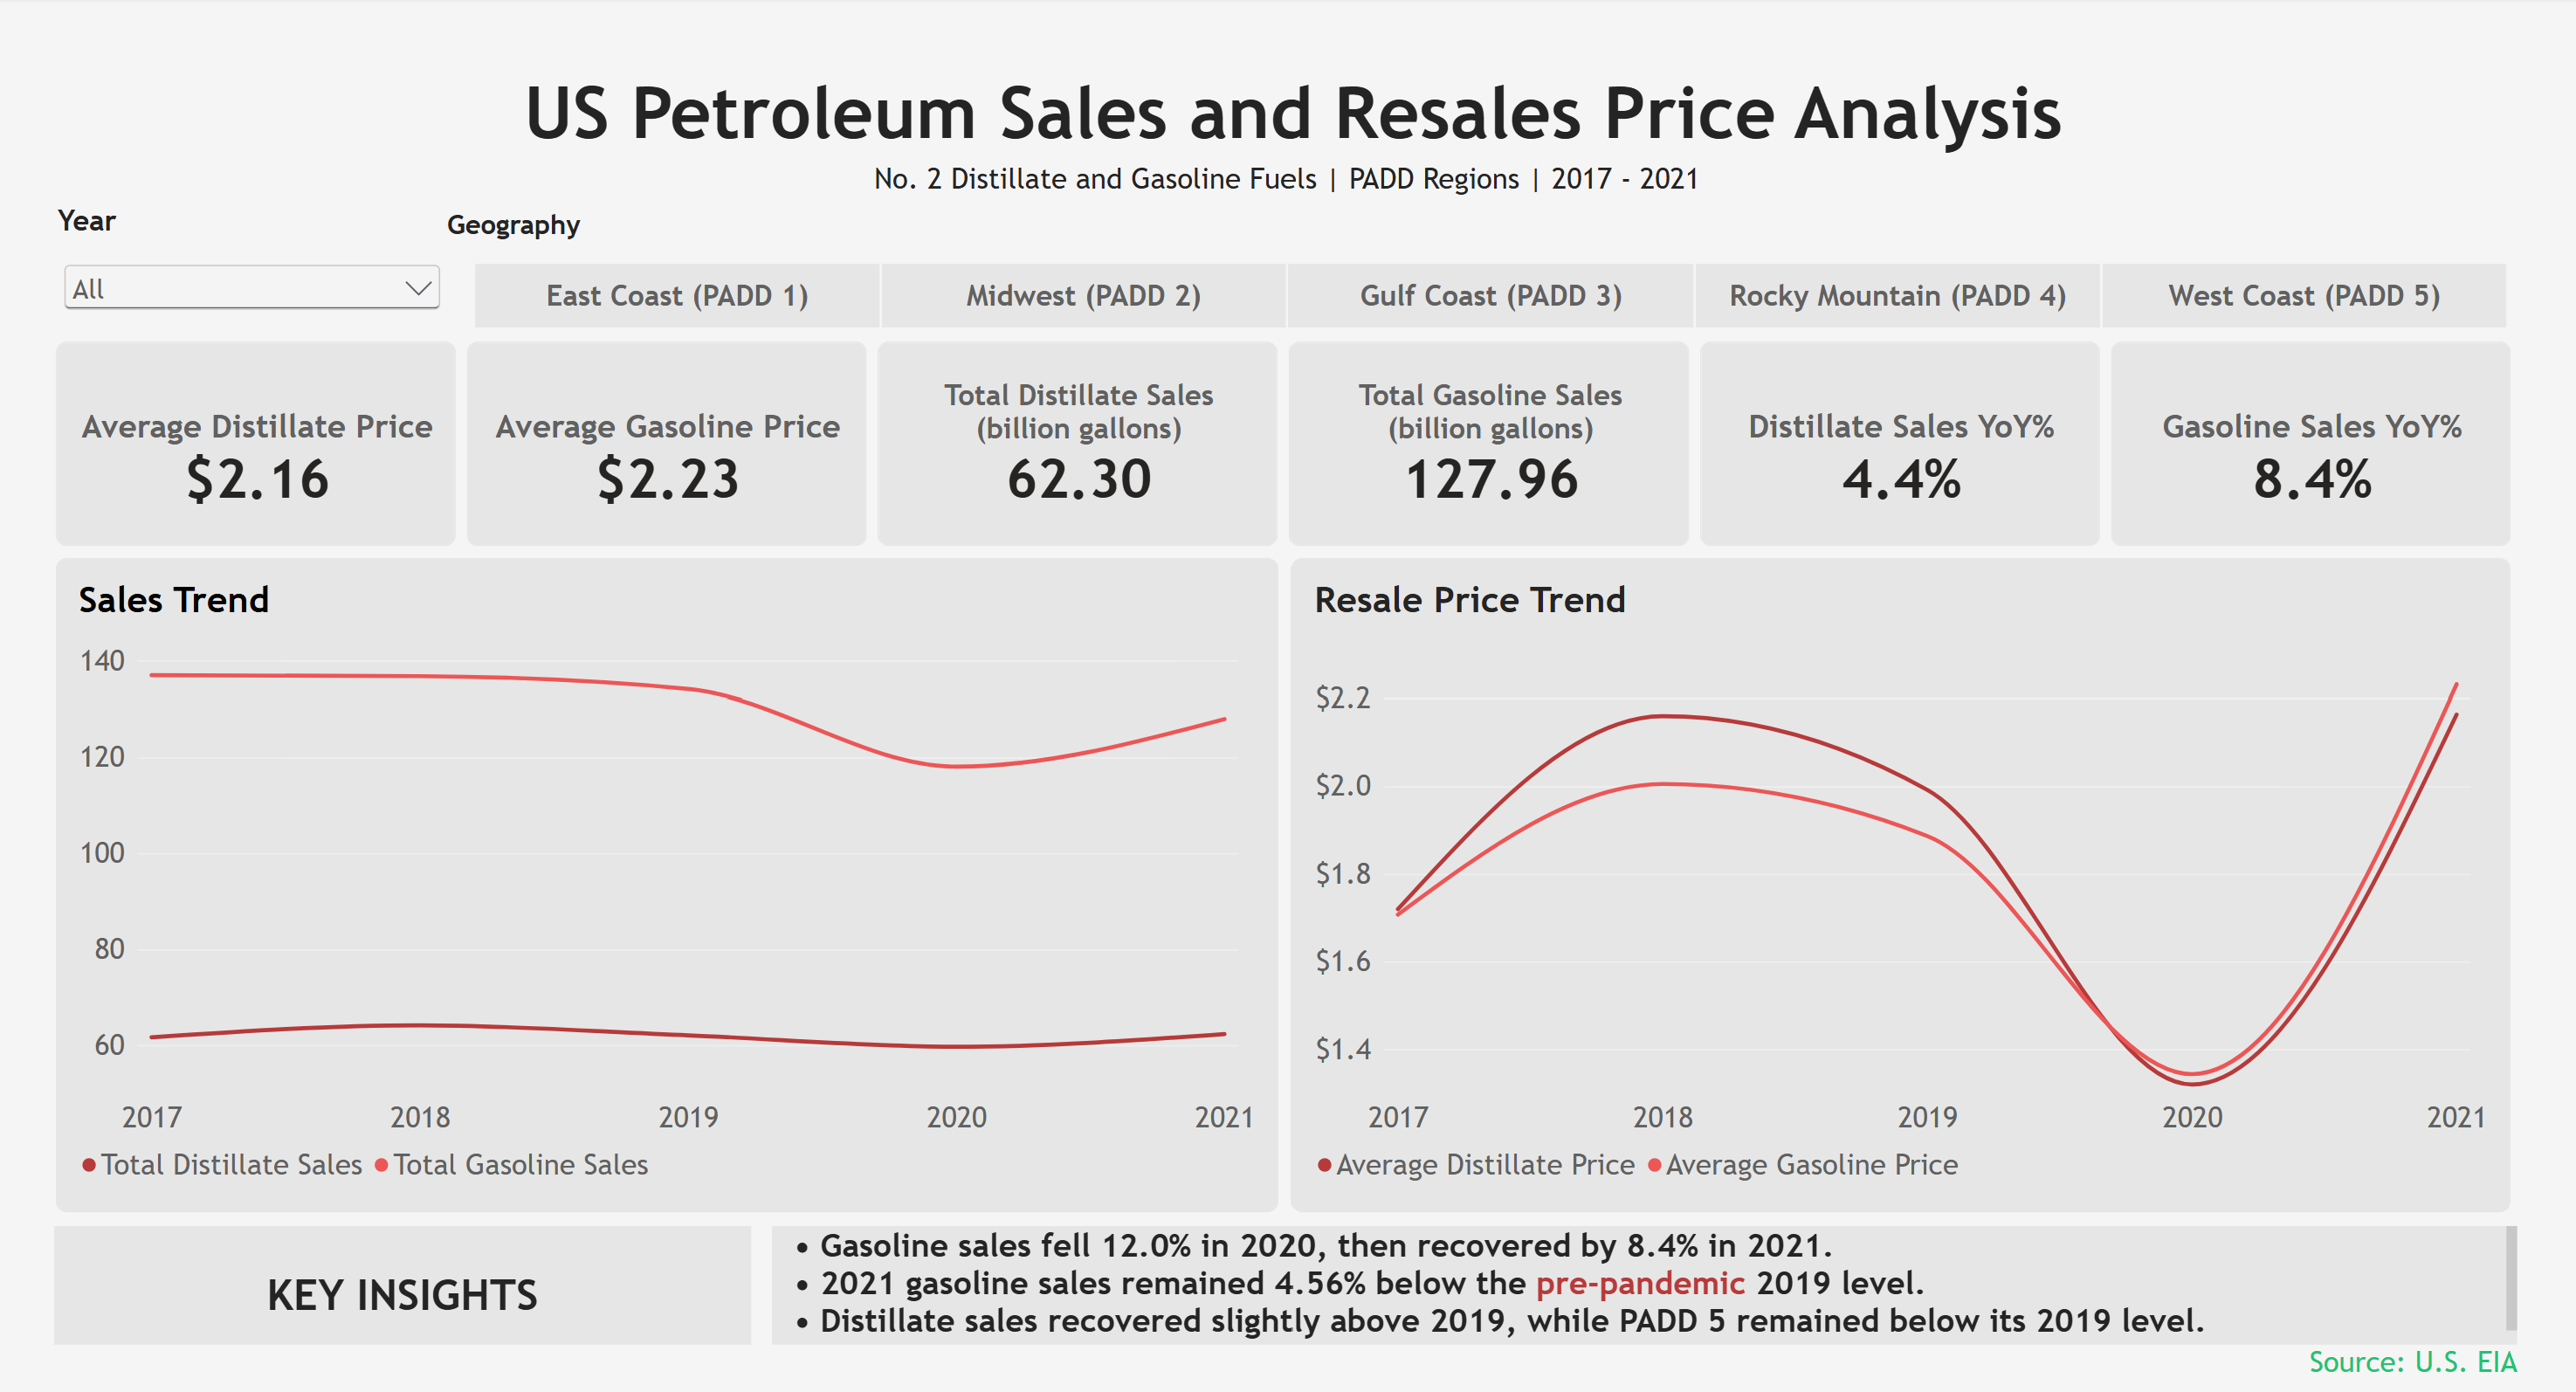 US Petroleum Sales and Resales Price Analysis
No. 2 Distillate and Gasoline Fuels | PADD Regions | 2017 - 2021
Year
Geography
All
East Coast (PADD 1)
Midwest (PADD 2)
Gulf Coast (PADD 3)
Rocky Mountain (PADD 4)
West Coast (PADD 5)
Average Distillate Price
$2.16
Average Gasoline Price
$2.23
Total Distillate Sales
(billion gallons)
62.30
Total Gasoline Sales
(billion gallons)
127.96
Distillate Sales YoY%
4.4%
Gasoline Sales YoY%
8.4%
Sales Trend
140
120
100
80
60
2017 2018 2019 2020 2021
Total Distillate Sales Total Gasoline Sales
Resale Price Trend
$2.2
$2.0
$1.8
$1.6
$1.4
2017 2018 2019 2020 2021
Average Distillate Price Average Gasoline Price
KEY INSIGHTS
• Gasoline sales fell 12.0% in 2020, then recovered by 8.4% in 2021.
• 2021 gasoline sales remained 4.56% below the pre-pandemic 2019 level.
• Distillate sales recovered slightly above 2019, while PADD 5 remained below its 2019 level.
Source: U.S. EIA